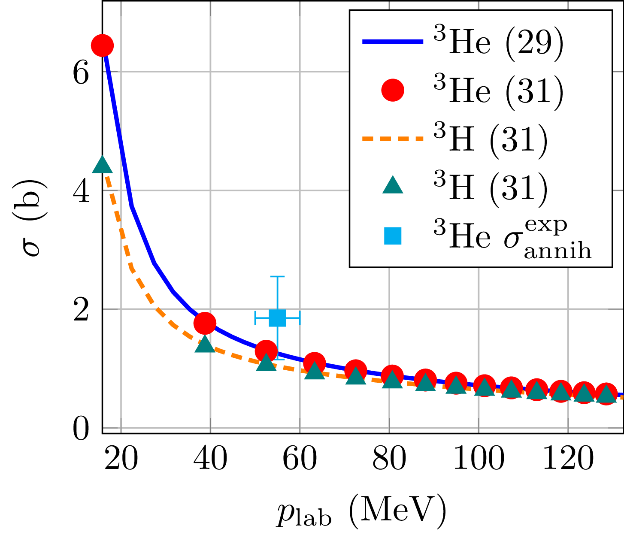 ³He (29)
³He (31)
³H (31)
³H (31)
³He σ^exp_annih
6
4
2
0
σ (b)
20 40 60 80 100 120
p_lab (MeV)